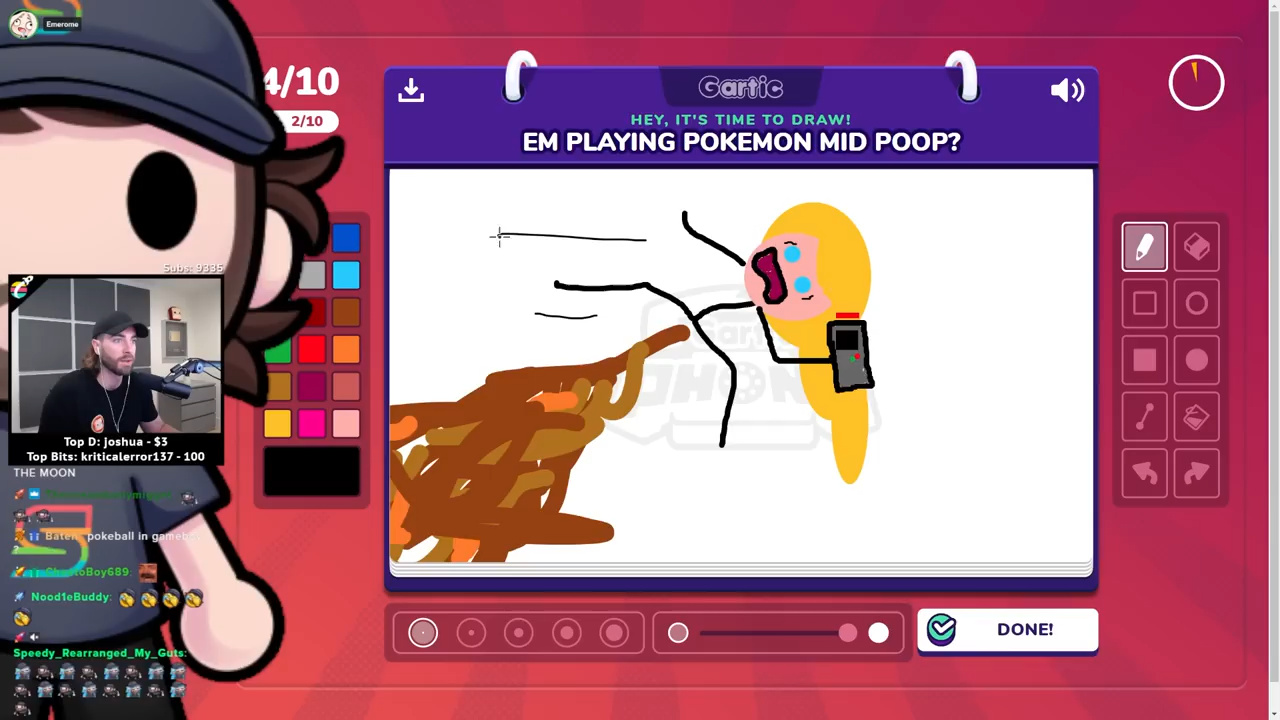 Emerome
4/10
2/10
Gartic
HEY, IT'S TIME TO DRAW!
EM PLAYING POKEMON MID POOP?
Subs: 9335
Top D: joshua - $3
Top Bits: kriticalerror137 - 100
THE MOON
Baten: pokeball in
?
Nood1eBuddy:
Speedy_Rearranged_My_Guts:
DONE!